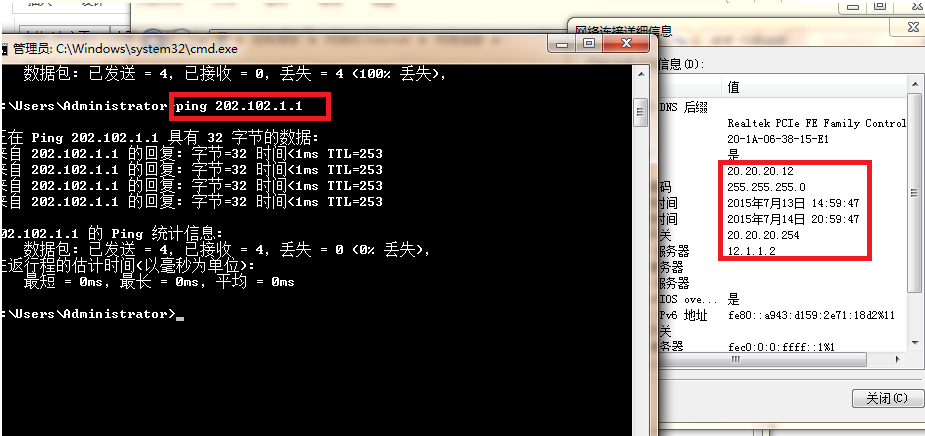 管理员: C:\Windows\system32\cmd.exe
数据包: 已发送 = 4, 已接收 = 0, 丢失 = 4 (100% 丢失),
:\Users\Administrator>ping 202.102.1.1
正在 Ping 202.102.1.1 具有 32 字节的数据:
来自 202.102.1.1 的回复: 字节=32 时间<1ms TTL=253
来自 202.102.1.1 的回复: 字节=32 时间<1ms TTL=253
来自 202.102.1.1 的回复: 字节=32 时间<1ms TTL=253
来自 202.102.1.1 的回复: 字节=32 时间<1ms TTL=253
02.102.1.1 的 Ping 统计信息:
数据包: 已发送 = 4, 已接收 = 4, 丢失 = 0 (0% 丢失),
往返行程的估计时间(以毫秒为单位):
最短 = 0ms, 最长 = 0ms, 平均 = 0ms
:\Users\Administrator>
网络连接详细信息
信息(D):
值
DNS 后缀
Realtek PCIe FE Family Control
20-1A-06-38-15-E1
是
20.20.20.12
码 255.255.255.0
时间 2015年7月13日 14:59:47
时间 2015年7月14日 20:59:47
关 20.20.20.254
服务器 12.1.1.2
务器
服务器
IOS ove... 是
Pv6 地址 fe80::a943:d159:2e71:18d2%11
关
务器 fec0:0:0:ffff::1%1
关闭(C)